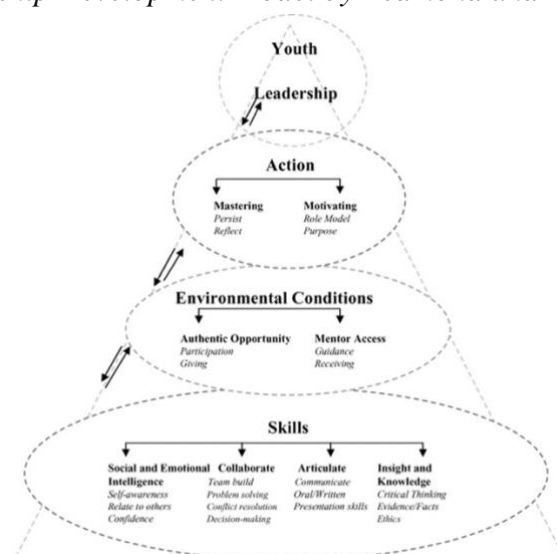 Youth
Leadership
Action
Mastering
Persist
Reflect
Motivating
Role Model
Purpose
Environmental Conditions
Authentic Opportunity
Participation
Giving
Mentor Access
Guidance
Receiving
Skills
Social and Emotional
Intelligence
Self-awareness
Relate to others
Confidence
Collaborate
Team build
Problem solving
Conflict resolution
Decision-making
Articulate
Communicate
Oral/Written
Presentation skills
Insight and
Knowledge
Critical Thinking
Evidence/Facts
Ethics